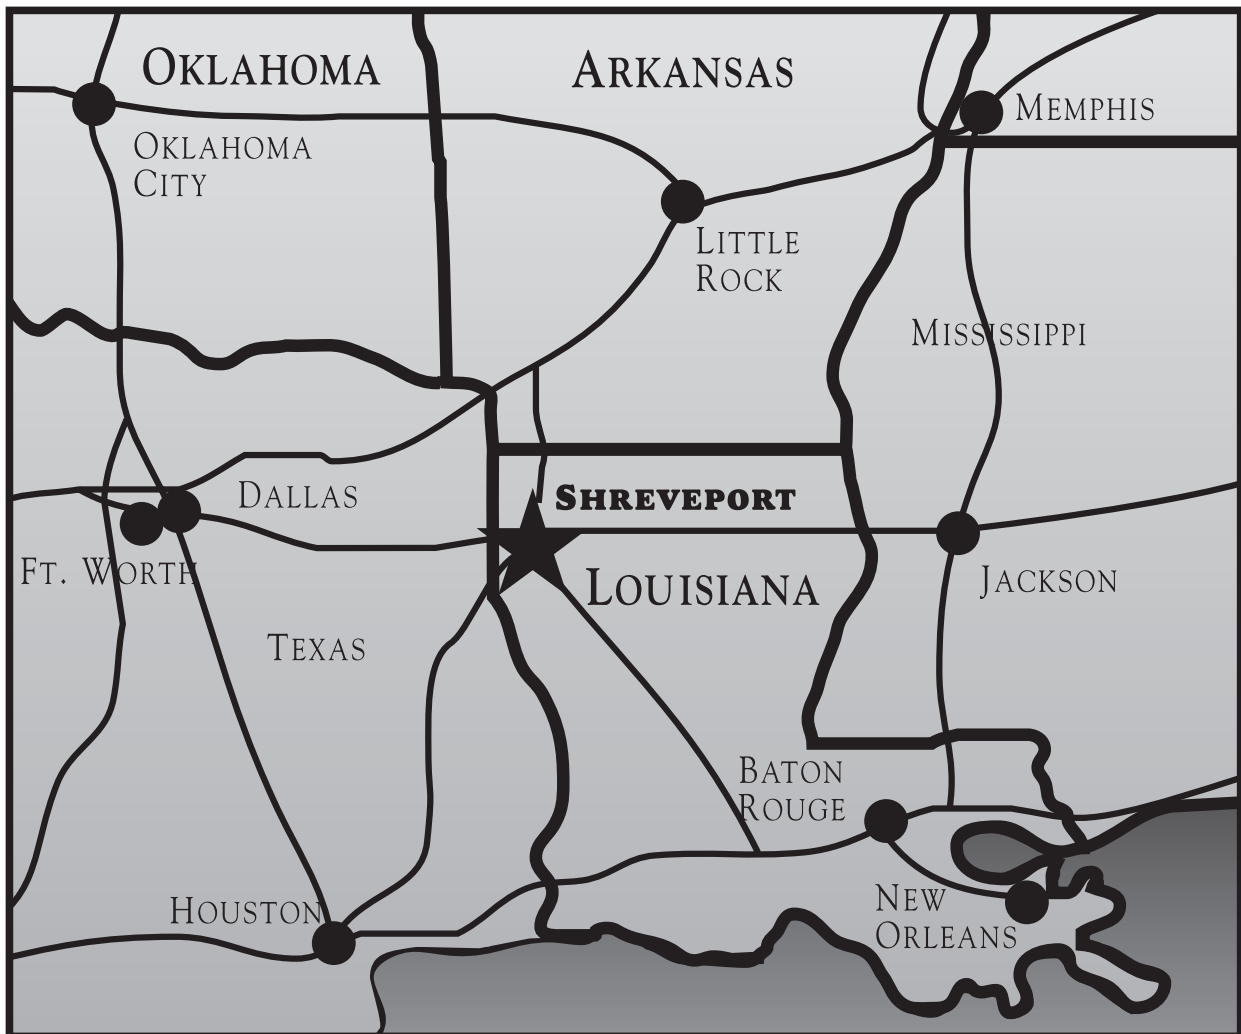 OKLAHOMA
ARKANSAS
MEMPHIS
OKLAHOMA
CITY
LITTLE
ROCK
MISSISSIPPI
DALLAS
SHREVEPORT
FT. WORTH
LOUISIANA
JACKSON
TEXAS
BATON
ROUGE
HOUSTON
NEW
ORLEANS